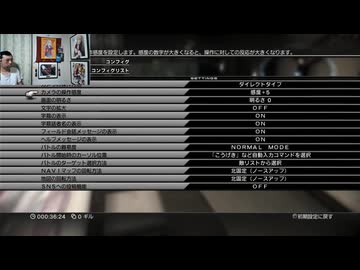 感度を設定します。感度の数字が大きくなると、操作に対しての反応が大きくなります。
コンフィグ
コンフィグリスト
SETTINGS
ダイレクトタイプ
カメラの操作感度 感度+5
画面の明るさ 明るさ 0
文字の拡大 OFF
字幕の表示 ON
字幕話者名の表示 ON
フィールド会話メッセージの表示 ON
ヘルプメッセージの表示 ON
バトルの難易度 NORMAL MODE
バトル開始時のカーソル位置 「こうげき」など自動入力コマンドを選択
バトルのターゲット選択方法 敵リストから選択
NAVIマップの回転方法 北固定（ノースアップ）
地図の回転方法 北固定（ノースアップ）
SNSへの投稿機能 OFF
000:36:24 0 ギル
初期設定に戻す